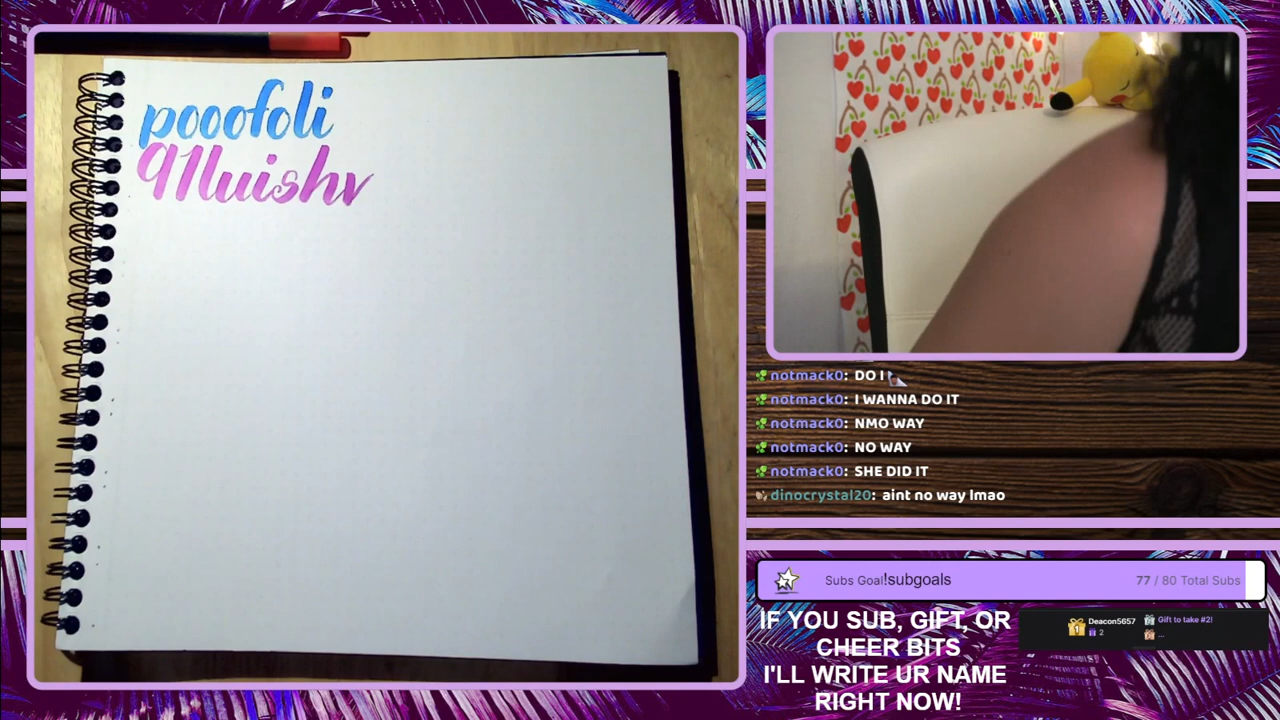 pooofoli
91luishv
notmack0: DO I
notmack0: I WANNA DO IT
notmack0: NMO WAY
notmack0: NO WAY
notmack0: SHE DID IT
dinocrystal20: aint no way lmao
Subs Goal!subgoals 77 / 80 Total Subs
IF YOU SUB, GIFT, OR
CHEER BITS
I'LL WRITE UR NAME
RIGHT NOW!
1 Deacon5657
2
Gift to take #2!
...